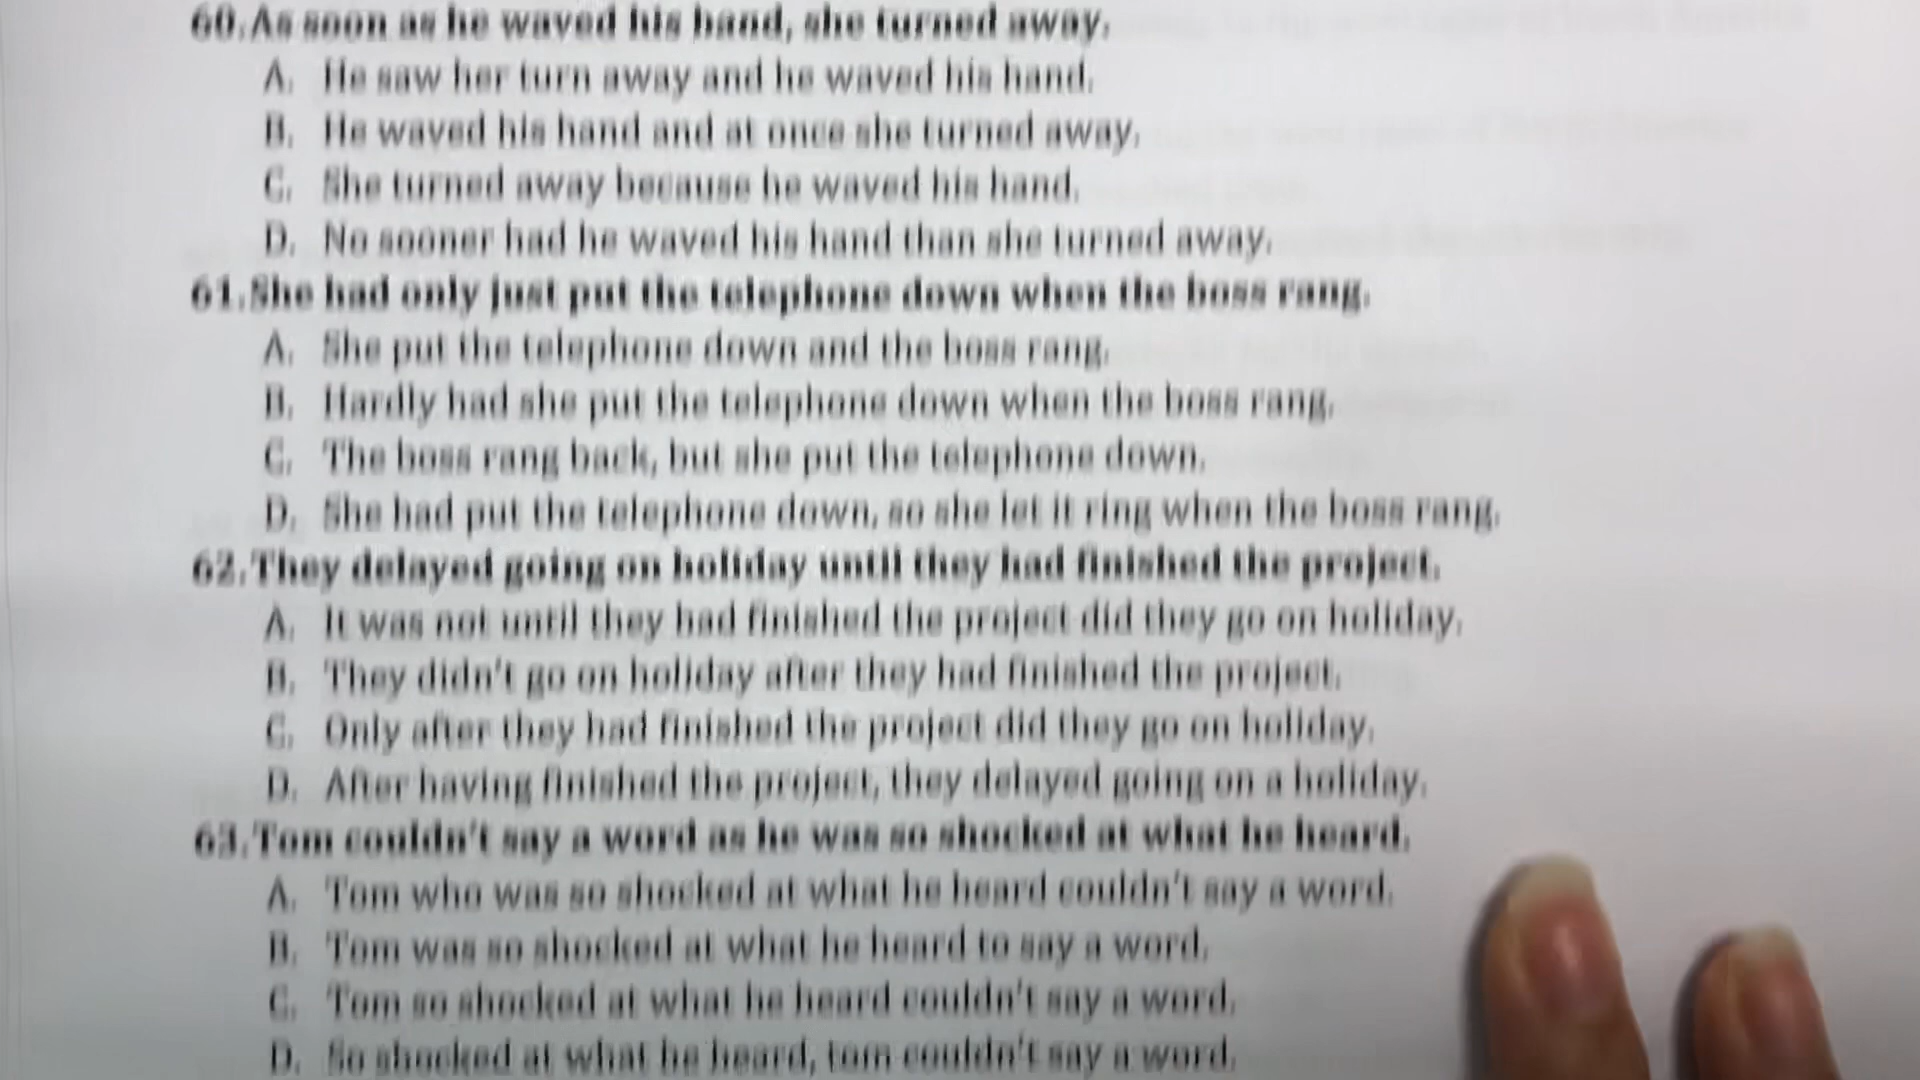 60.As soon as he waved his hand, she turned away.
A. He saw her turn away and he waved his hand.
B. He waved his hand and at once she turned away.
C. She turned away because he waved his hand.
D. No sooner had he waved his hand than she turned away.
61.She had only just put the telephone down when the boss rang.
A. She put the telephone down and the boss rang.
B. Hardly had she put the telephone down when the boss rang.
C. The boss rang back, but she put the telephone down.
D. She had put the telephone down, so she let it ring when the boss rang.
62.They delayed going on holiday until they had finished the project.
A. It was not until they had finished the project did they go on holiday.
B. They didn't go on holiday after they had finished the project.
C. Only after they had finished the project did they go on holiday.
D. After having finished the project, they delayed going on a holiday.
63.Tom couldn't say a word as he was so shocked at what he heard.
A. Tom who was so shocked at what he heard couldn't say a word.
B. Tom was so shocked at what he heard to say a word.
C. Tom so shocked at what he heard couldn't say a word.
D. So shocked at what he heard, tom couldn't say a word.